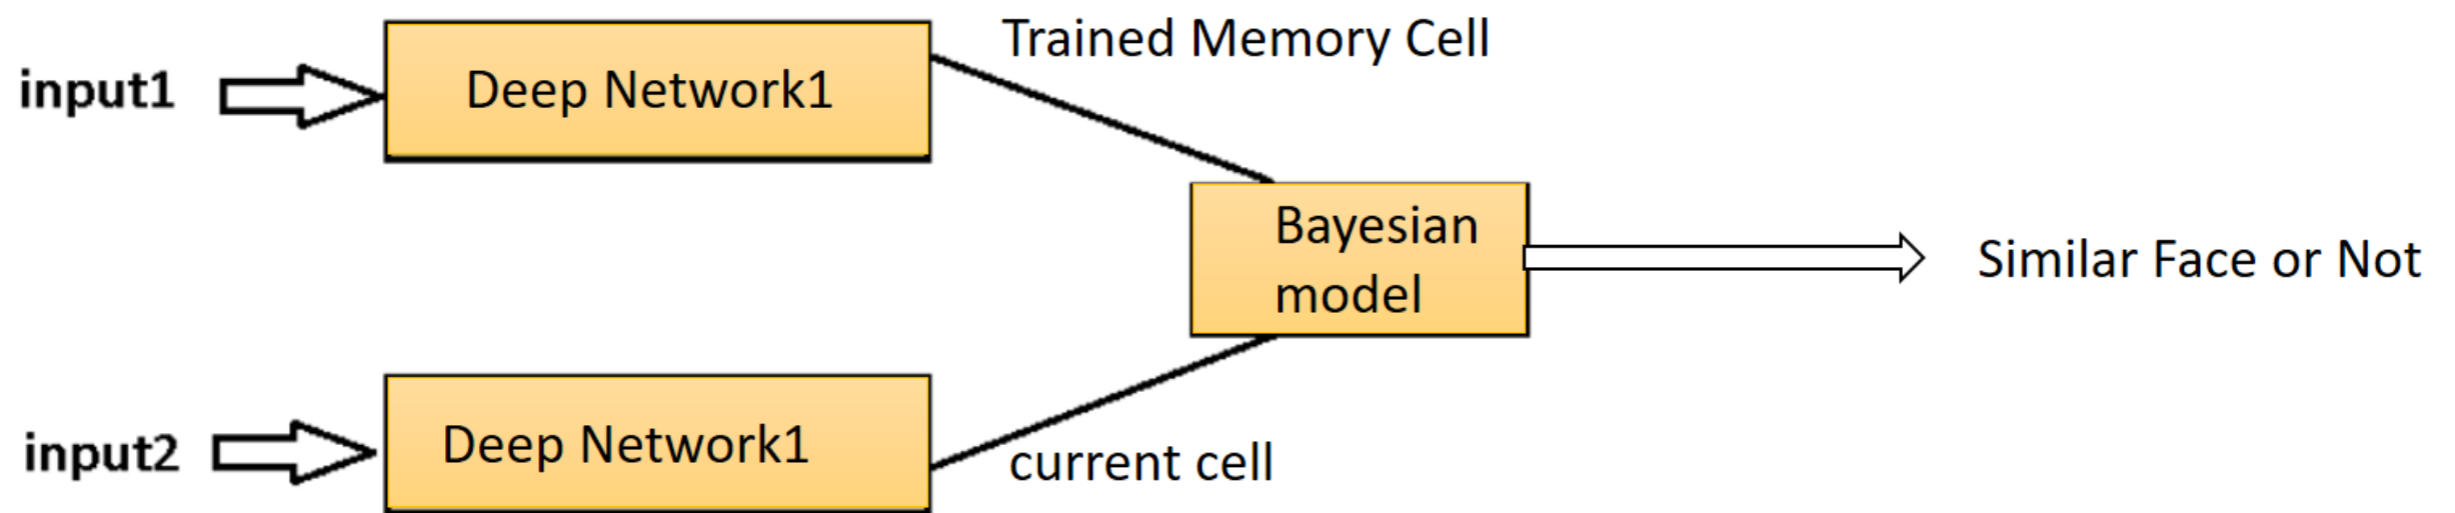 Trained Memory Cell
input1
Deep Network1
Bayesian
model
Similar Face or Not
input2
Deep Network1
current cell